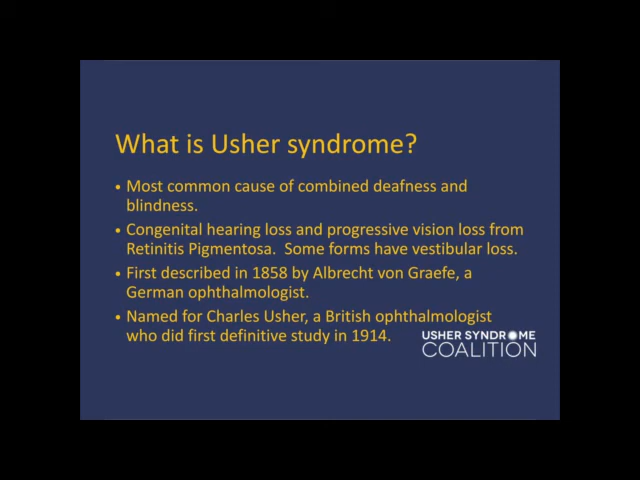 What is Usher syndrome?
• Most common cause of combined deafness and
blindness.
• Congenital hearing loss and progressive vision loss from
Retinitis Pigmentosa.  Some forms have vestibular loss.
• First described in 1858 by Albrecht von Graefe, a
German ophthalmologist.
• Named for Charles Usher, a British ophthalmologist
who did first definitive study in 1914.
USHER SYNDROME
COALITION